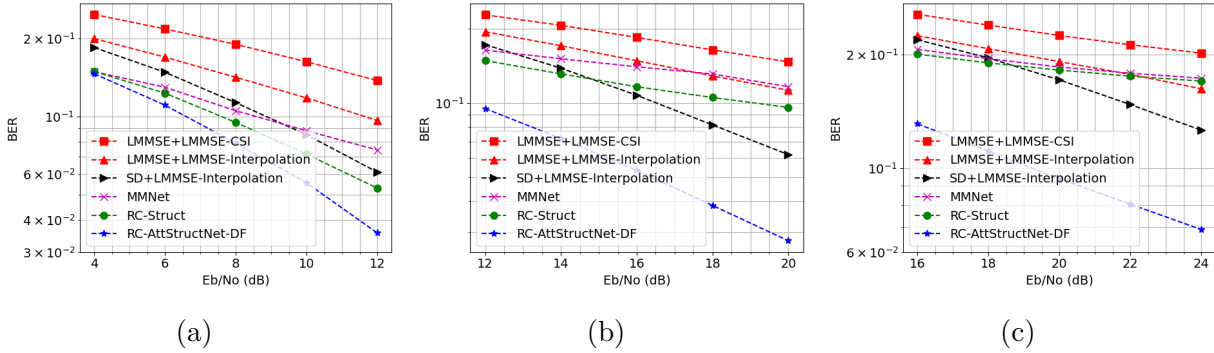 BER
2 × 10⁻¹
10⁻¹
6 × 10⁻²
4 × 10⁻²
3 × 10⁻²
LMMSE+LMMSE-CSI
LMMSE+LMMSE-Interpolation
SD+LMMSE-Interpolation
MMNet
RC-Struct
RC-AttStructNet-DF
4 6 8 10 12
Eb/No (dB)
(a)
BER
10⁻¹
LMMSE+LMMSE-CSI
LMMSE+LMMSE-Interpolation
SD+LMMSE-Interpolation
MMNet
RC-Struct
RC-AttStructNet-DF
12 14 16 18 20
Eb/No (dB)
(b)
BER
2 × 10⁻¹
10⁻¹
6 × 10⁻²
LMMSE+LMMSE-CSI
LMMSE+LMMSE-Interpolation
SD+LMMSE-Interpolation
MMNet
RC-Struct
RC-AttStructNet-DF
16 18 20 22 24
Eb/No (dB)
(c)